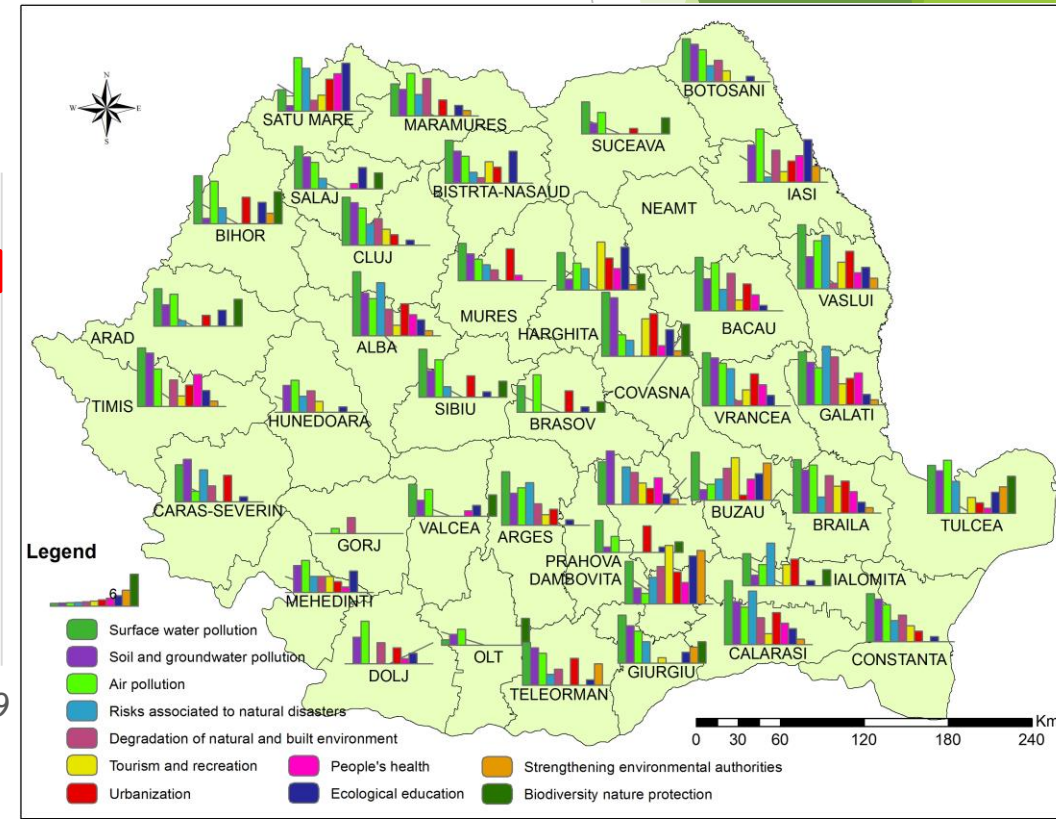 N
W E
S
BOTOSANI
SATU MARE
MARAMURES
SUCEAVA
SALAJ
BISTRTA-NASAUD
IASI
NEAMT
BIHOR
CLUJ
VASLUI
MURES
BACAU
ARAD
ALBA
HARGHITA
COVASNA
TIMIS
HUNEDOARA
SIBIU
BRASOV
VRANCEA
GALATI
CARAS-SEVERIN
VALCEA
ARGES
BUZAU
BRAILA
TULCEA
GORJ
PRAHOVA
DAMBOVITA
IALOMITA
MEHEDINTI
CALARASI
CONSTANTA
DOLJ
OLT
TELEORMAN
GIURGIU
Legend
6
Surface water pollution
Soil and groundwater pollution
Air pollution
Risks associated to natural disasters
Degradation of natural and built environment
Tourism and recreation
Urbanization
People's health
Ecological education
Strengthening environmental authorities
Biodiversity nature protection
Km
0 30 60 120 180 240
9